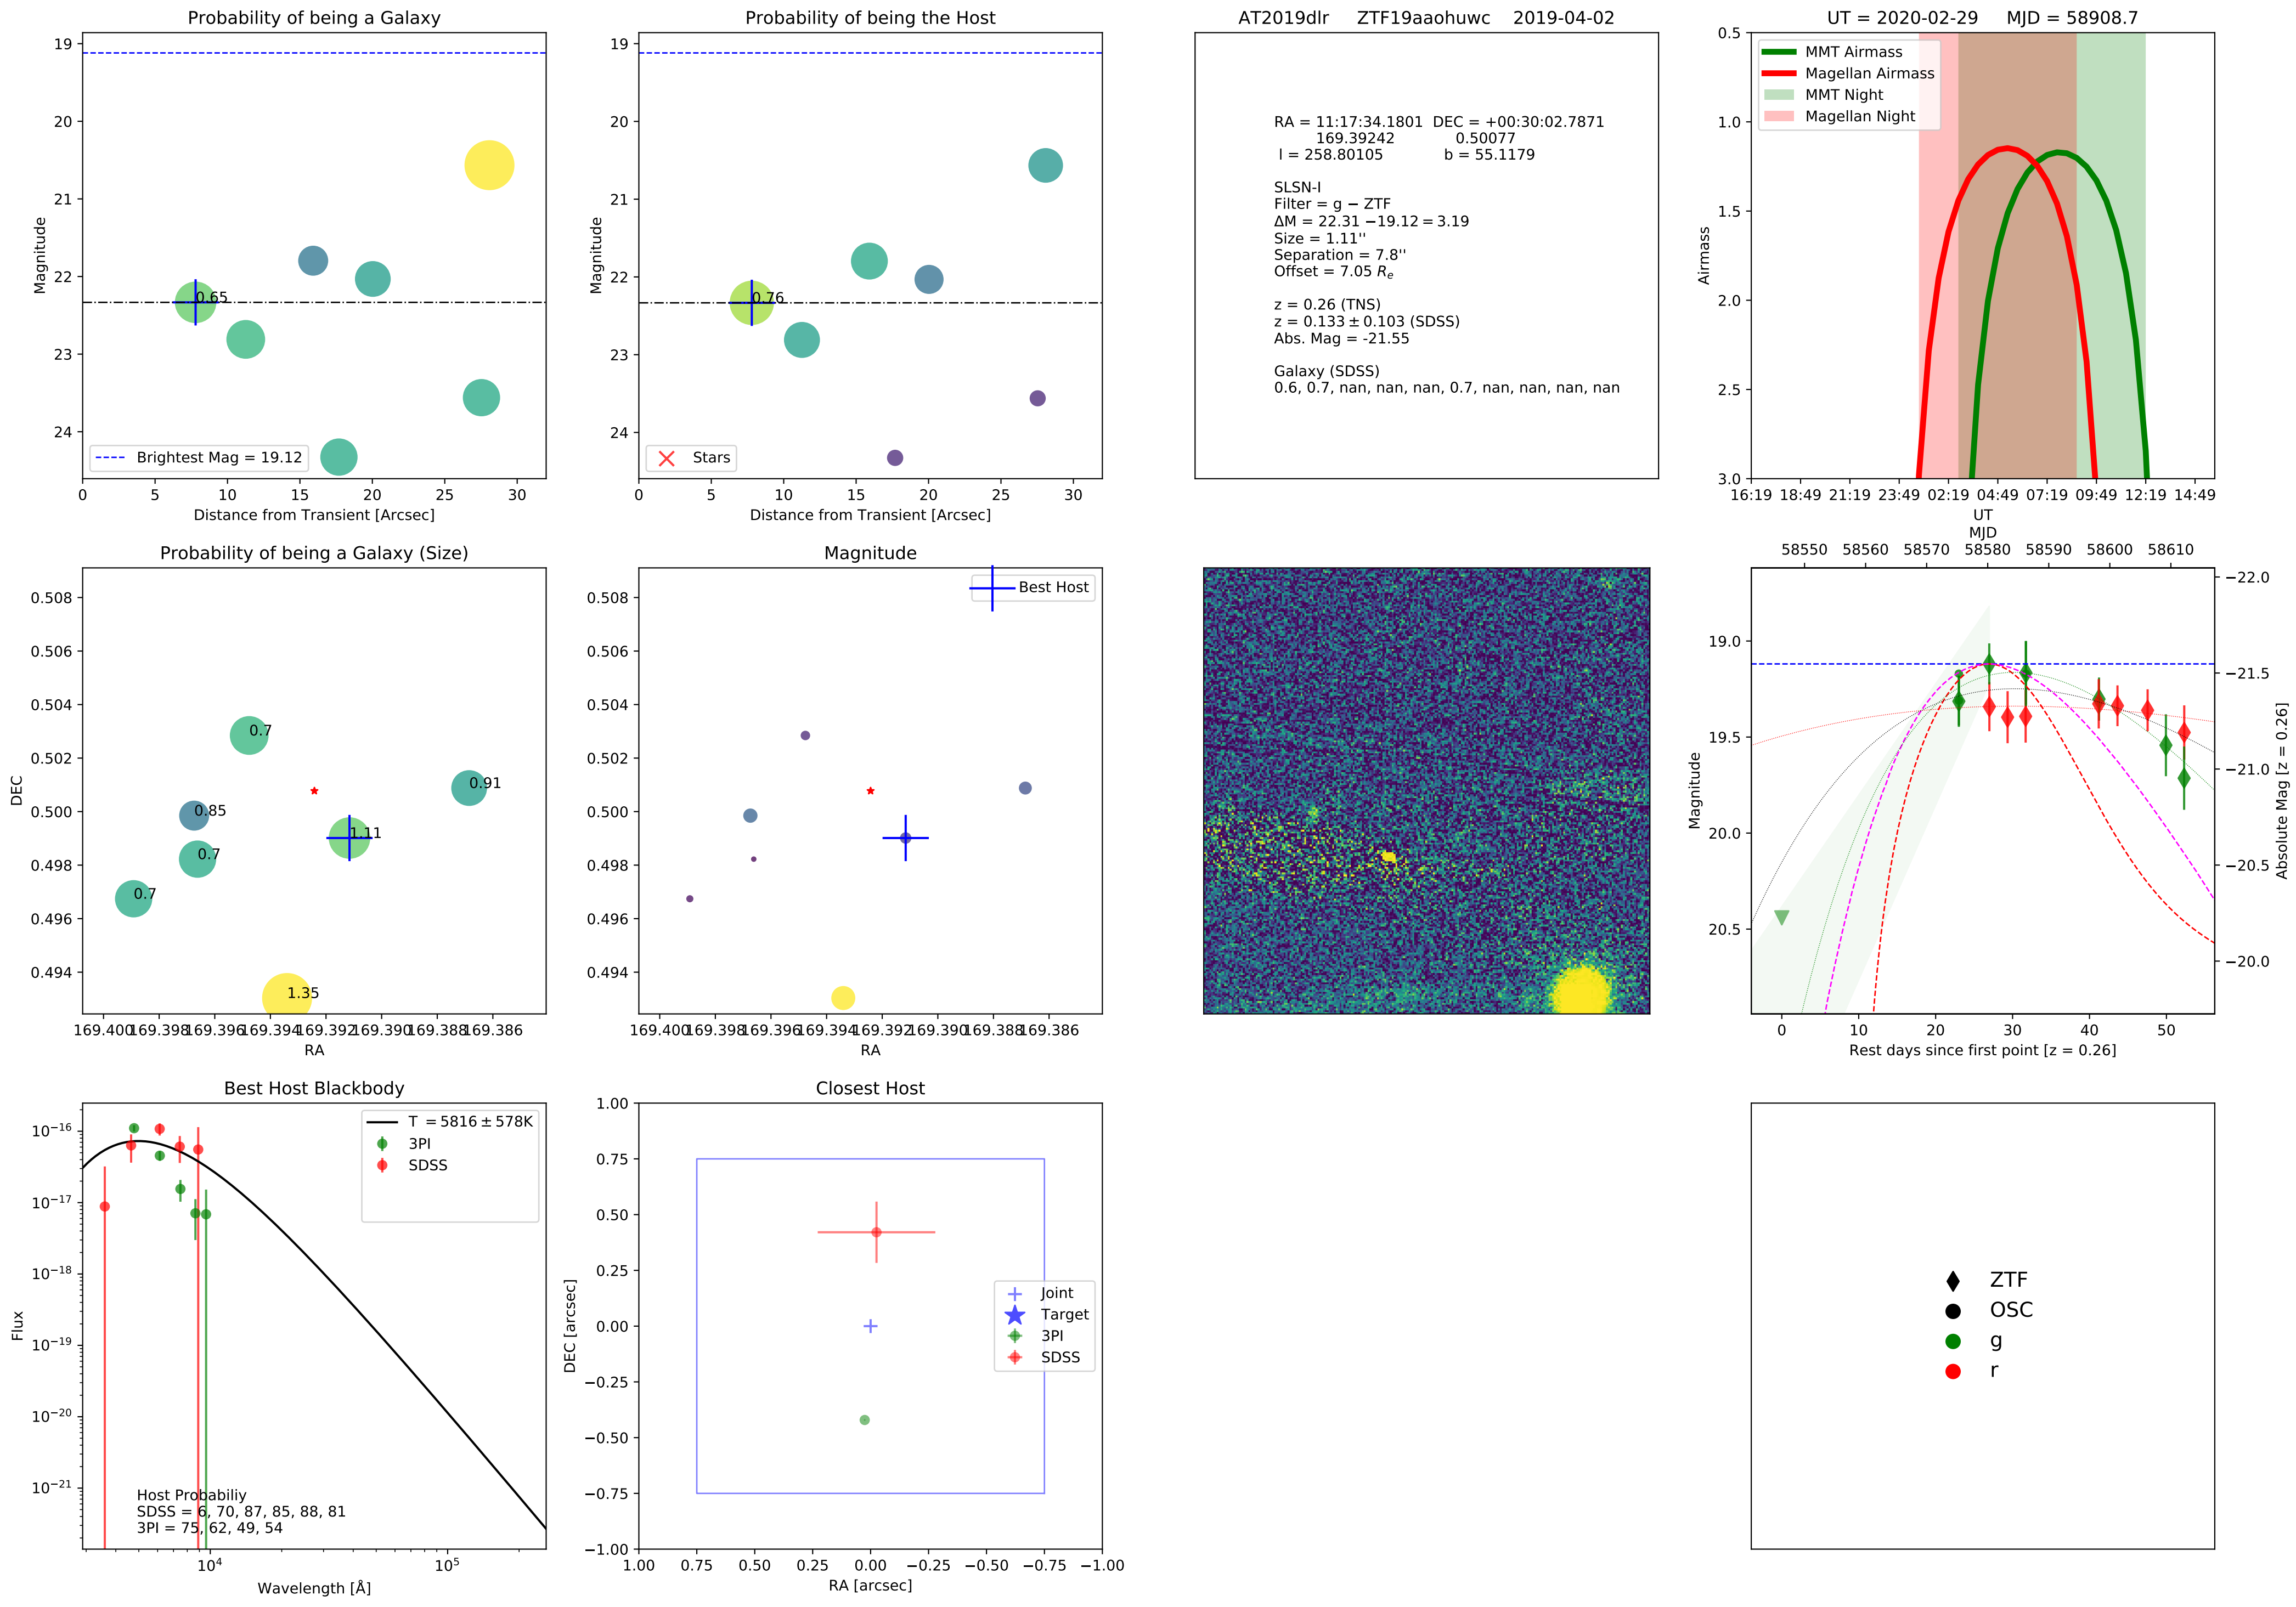 Probability of being a Galaxy
19
20
21
22
23
24
Magnitude
0.65
Brightest Mag = 19.12
0 5 10 15 20 25 30
Distance from Transient [Arcsec]
Probability of being the Host
19
20
21
22
23
24
Magnitude
0.76
Stars
0 5 10 15 20 25 30
Distance from Transient [Arcsec]
AT2019dlr ZTF19aaohuwc 2019-04-02
RA = 11:17:34.1801 DEC = +00:30:02.7871
169.39242 0.50077
l = 258.80105 b = 55.1179
SLSN-I
Filter = g − ZTF
ΔM = 22.31 −19.12 = 3.19
Size = 1.11''
Separation = 7.8''
Offset = 7.05 Re
z = 0.26 (TNS)
z = 0.133 ± 0.103 (SDSS)
Abs. Mag = -21.55
Galaxy (SDSS)
0.6, 0.7, nan, nan, nan, 0.7, nan, nan, nan, nan
UT = 2020-02-29 MJD = 58908.7
MMT Airmass
Magellan Airmass
MMT Night
Magellan Night
0.5
1.0
1.5
2.0
2.5
3.0
Airmass
16:19 18:49 21:19 23:49 02:19 04:49 07:19 09:49 12:19 14:49
UT
Probability of being a Galaxy (Size)
0.508
0.506
0.504
0.502
0.500
0.498
0.496
0.494
DEC
0.7
0.91
0.85
1.11
0.7
0.7
1.35
169.400 169.398 169.396 169.394 169.392 169.390 169.388 169.386
RA
Magnitude
Best Host
0.508
0.506
0.504
0.502
0.500
0.498
0.496
0.494
169.400 169.398 169.396 169.394 169.392 169.390 169.388 169.386
RA
MJD
58550 58560 58570 58580 58590 58600 58610
19.0
19.5
20.0
20.5
Magnitude
−22.0
−21.5
−21.0
−20.5
−20.0
Absolute Mag [z = 0.26]
0 10 20 30 40 50
Rest days since first point [z = 0.26]
Best Host Blackbody
T = 5816 ± 578K
3PI
SDSS
10−16
10−17
10−18
10−19
10−20
10−21
Flux
Host Probabiliy
SDSS = 6, 70, 87, 85, 88, 81
3PI = 75, 62, 49, 54
104 105
Wavelength [Å]
Closest Host
1.00
0.75
0.50
0.25
0.00
−0.25
−0.50
−0.75
−1.00
DEC [arcsec]
Joint
Target
3PI
SDSS
1.00 0.75 0.50 0.25 0.00 −0.25 −0.50 −0.75 −1.00
RA [arcsec]
ZTF
OSC
g
r